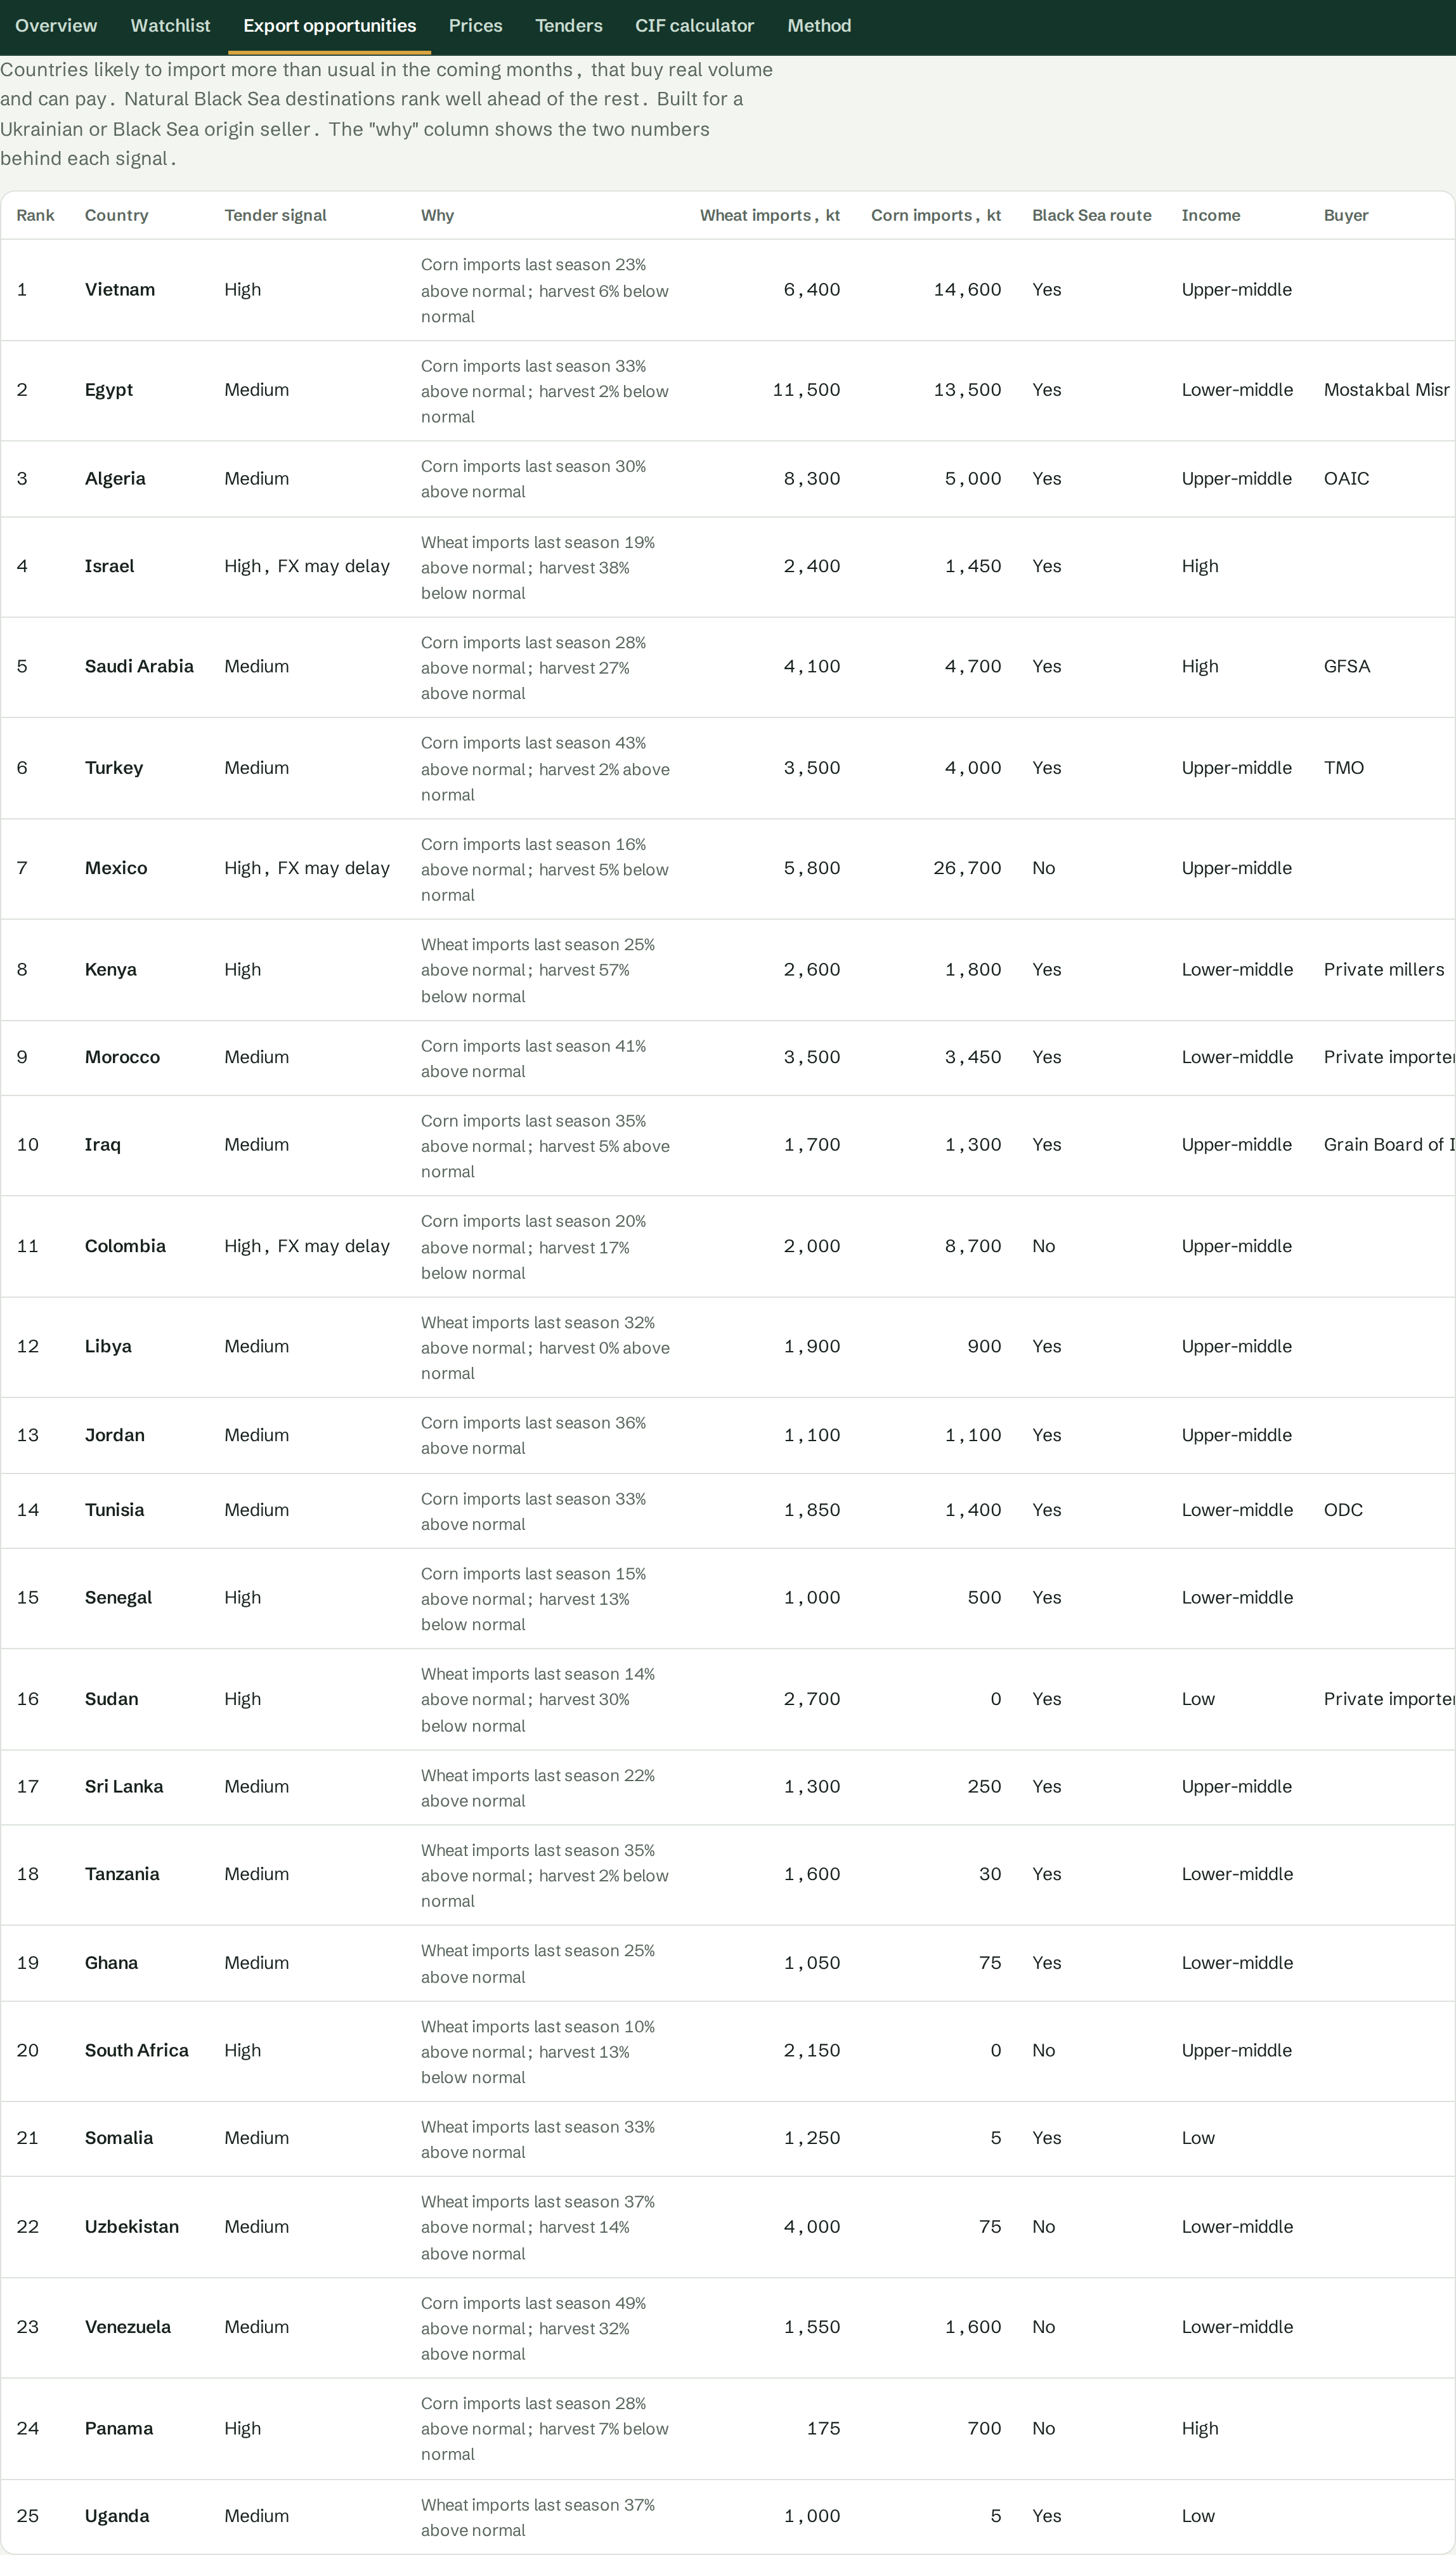 Overview Watchlist Export opportunities Prices Tenders CIF calculator Method
Countries likely to import more than usual in the coming months, that buy real volume
and can pay. Natural Black Sea destinations rank well ahead of the rest. Built for a
Ukrainian or Black Sea origin seller. The "why" column shows the two numbers
behind each signal.
Rank Country Tender signal Why Wheat imports, kt Corn imports, kt Black Sea route Income Buyer
1 Vietnam High Corn imports last season 23% above normal; harvest 6% below normal 6,400 14,600 Yes Upper-middle
2 Egypt Medium Corn imports last season 33% above normal; harvest 2% below normal 11,500 13,500 Yes Lower-middle Mostakbal Misr
3 Algeria Medium Corn imports last season 30% above normal 8,300 5,000 Yes Upper-middle OAIC
4 Israel High, FX may delay Wheat imports last season 19% above normal; harvest 38% below normal 2,400 1,450 Yes High
5 Saudi Arabia Medium Corn imports last season 28% above normal; harvest 27% above normal 4,100 4,700 Yes High GFSA
6 Turkey Medium Corn imports last season 43% above normal; harvest 2% above normal 3,500 4,000 Yes Upper-middle TMO
7 Mexico High, FX may delay Corn imports last season 16% above normal; harvest 5% below normal 5,800 26,700 No Upper-middle
8 Kenya High Wheat imports last season 25% above normal; harvest 57% below normal 2,600 1,800 Yes Lower-middle Private millers
9 Morocco Medium Corn imports last season 41% above normal 3,500 3,450 Yes Lower-middle Private
10 Iraq Medium Corn imports last season 35% above normal; harvest 5% above normal 1,700 1,300 Yes Upper-middle Grain Board of
11 Colombia High, FX may delay Corn imports last season 20% above normal; harvest 17% below normal 2,000 8,700 No Upper-middle
12 Libya Medium Wheat imports last season 32% above normal; harvest 0% above normal 1,900 900 Yes Upper-middle
13 Jordan Medium Corn imports last season 36% above normal 1,100 1,100 Yes Upper-middle
14 Tunisia Medium Corn imports last season 33% above normal 1,850 1,400 Yes Lower-middle ODC
15 Senegal High Corn imports last season 15% above normal; harvest 13% below normal 1,000 500 Yes Lower-middle
16 Sudan High Wheat imports last season 14% above normal; harvest 30% below normal 2,700 0 Yes Low Private
17 Sri Lanka Medium Wheat imports last season 22% above normal 1,300 250 Yes Upper-middle
18 Tanzania Medium Wheat imports last season 35% above normal; harvest 2% below normal 1,600 30 Yes Lower-middle
19 Ghana Medium Wheat imports last season 25% above normal 1,050 75 Yes Lower-middle
20 South Africa High Wheat imports last season 10% above normal; harvest 13% below normal 2,150 0 No Upper-middle
21 Somalia Medium Wheat imports last season 33% above normal 1,250 5 Yes Low
22 Uzbekistan Medium Wheat imports last season 37% above normal; harvest 14% above normal 4,000 75 No Lower-middle
23 Venezuela Medium Corn imports last season 49% above normal; harvest 32% above normal 1,550 1,600 No Lower-middle
24 Panama High Corn imports last season 28% above normal; harvest 7% below normal 175 700 No High
25 Uganda Medium Wheat imports last season 37% above normal 1,000 5 Yes Low